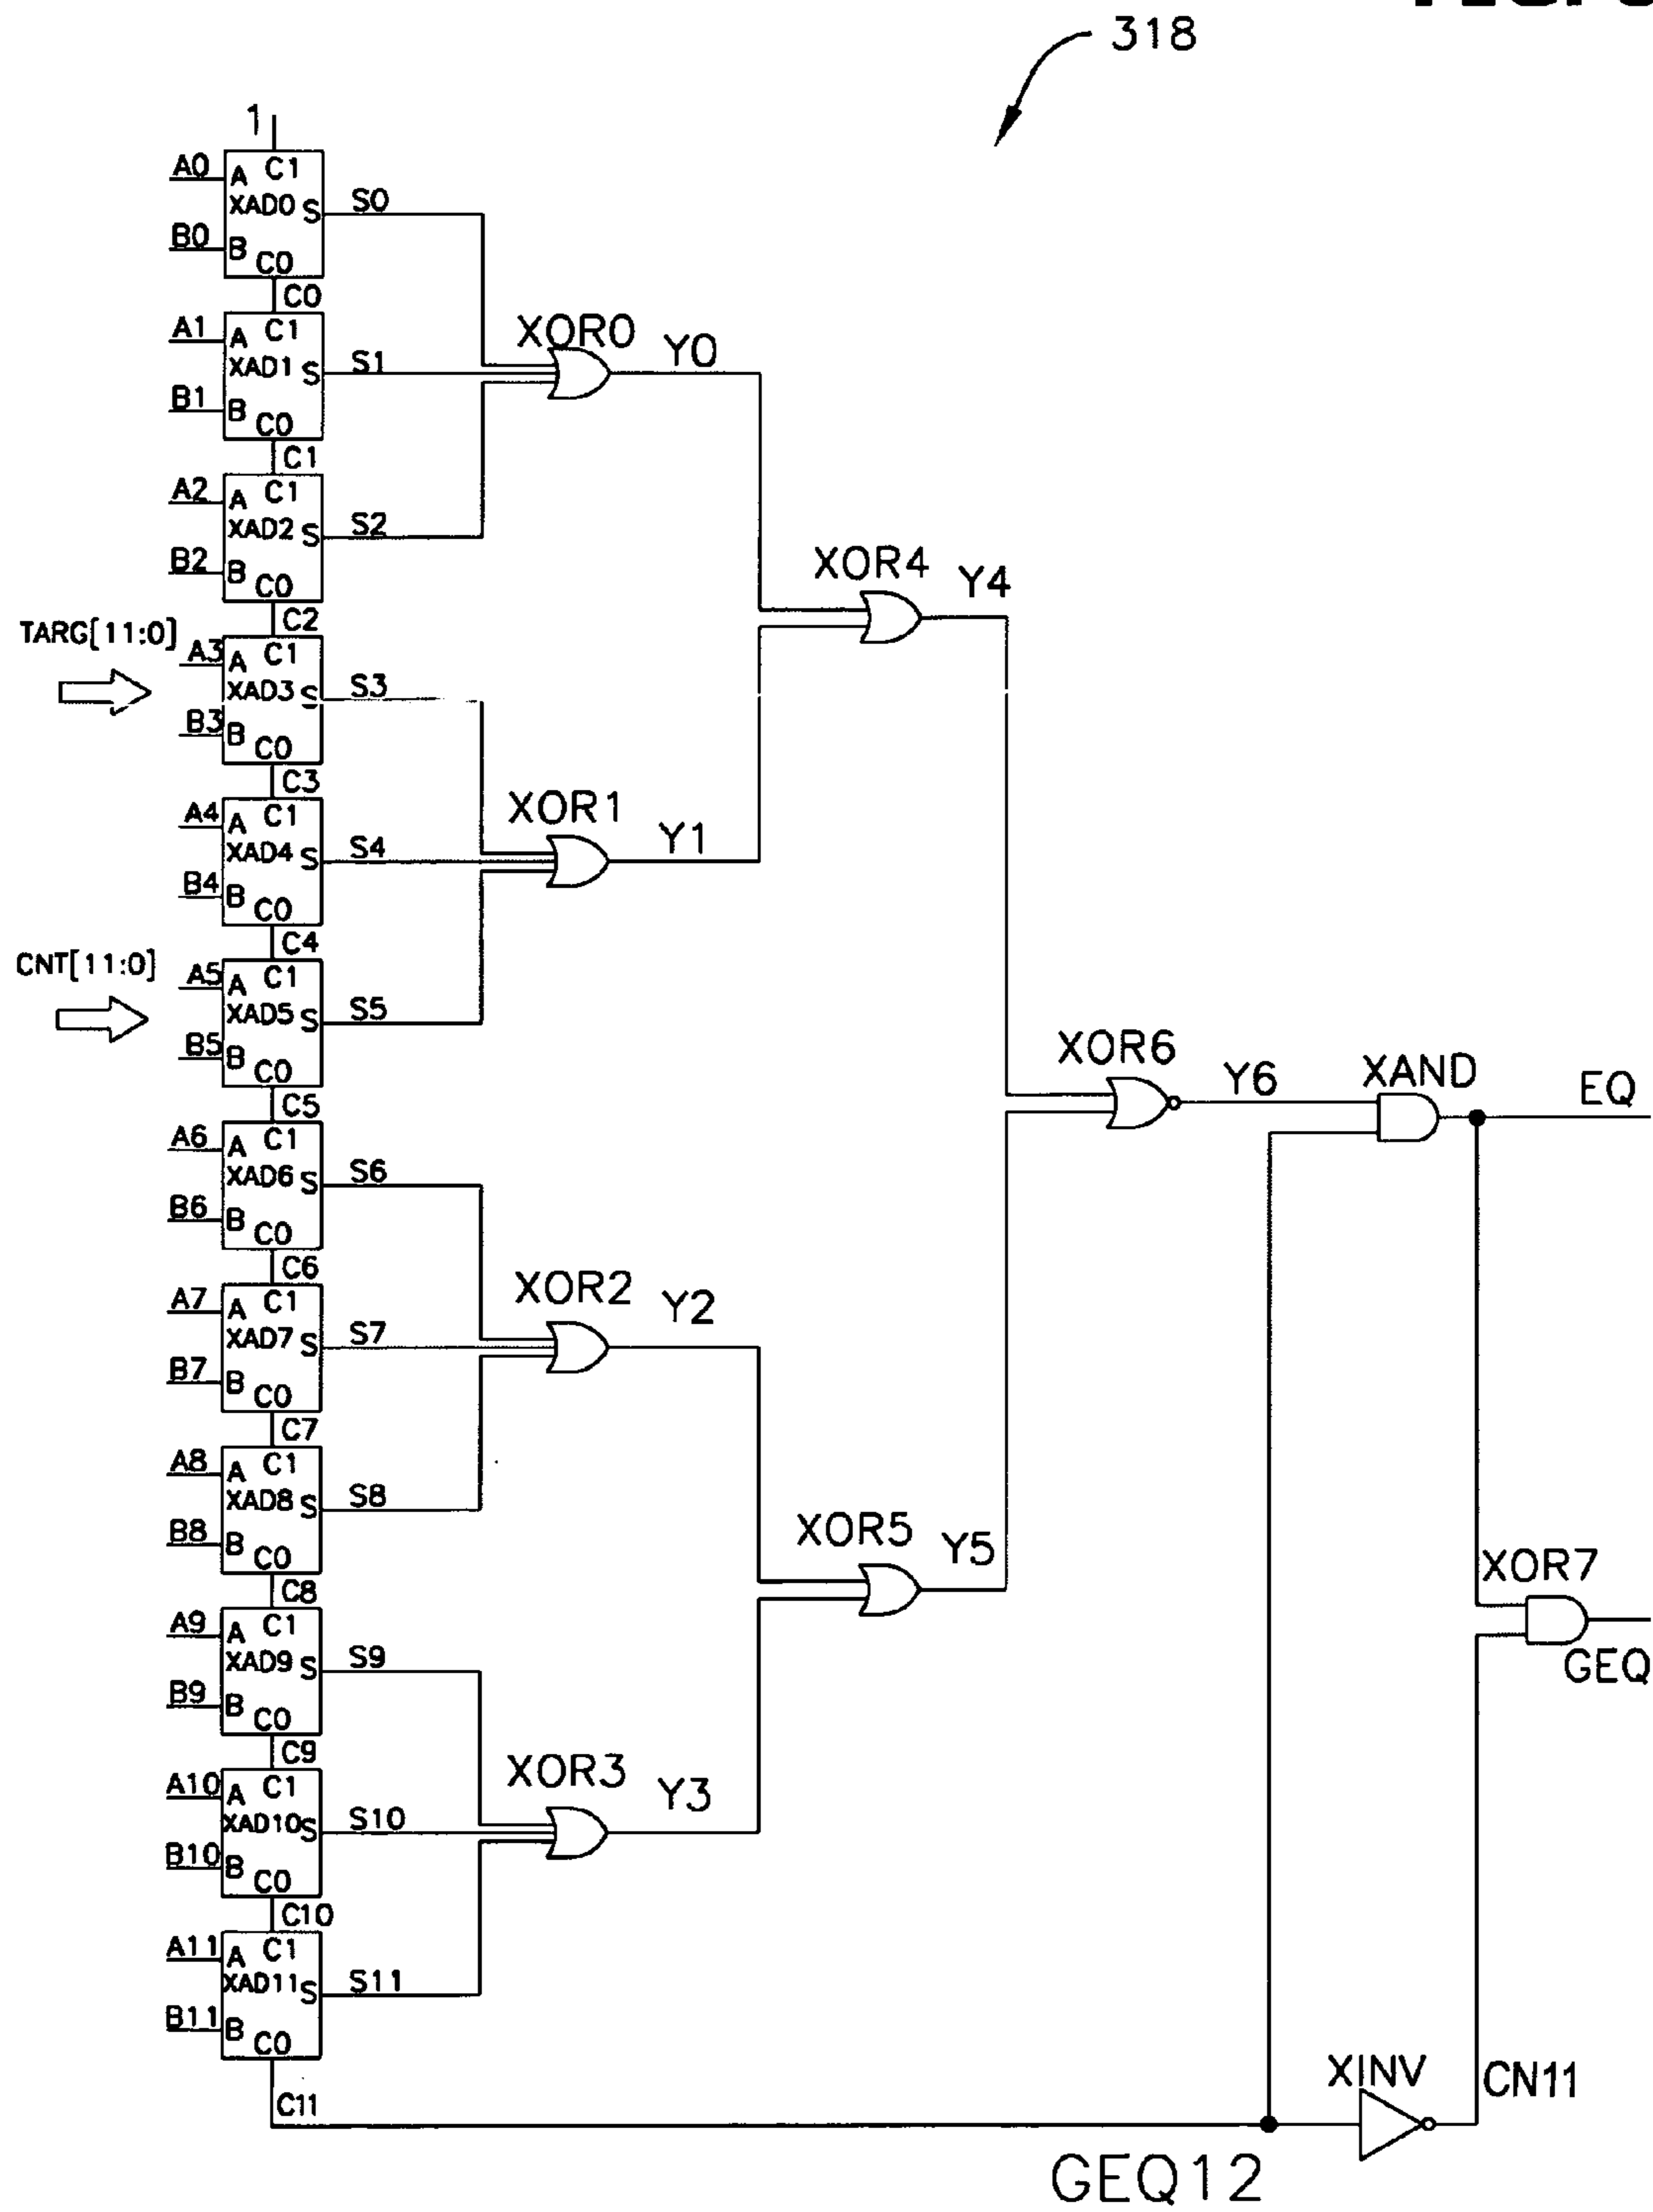 318
1
A0 A C1
XAD0 S S0
B0 B C0
C0
A1 A C1
XAD1 S S1
B1 B C0
C1
A2 A C1
XAD2 S S2
B2 B C0
C2
TARG[11:0]
A3 A C1
XAD3 S S3
B3 B C0
C3
A4 A C1
XAD4 S S4
B4 B C0
C4
CNT[11:0]
A5 A C1
XAD5 S S5
B5 B C0
C5
A6 A C1
XAD6 S S6
B6 B C0
C6
A7 A C1
XAD7 S S7
B7 B C0
C7
A8 A C1
XAD8 S S8
B8 B C0
C8
A9 A C1
XAD9 S S9
B9 B C0
C9
A10 A C1
XAD10 S S10
B10 B C0
C10
A11 A C1
XAD11 S S11
B11 B C0
C11
XOR0 Y0
XOR1 Y1
XOR2 Y2
XOR3 Y3
XOR4 Y4
XOR5 Y5
XOR6 Y6
XAND
EQ
XOR7
GEQ
XINV
CN11
GEQ12